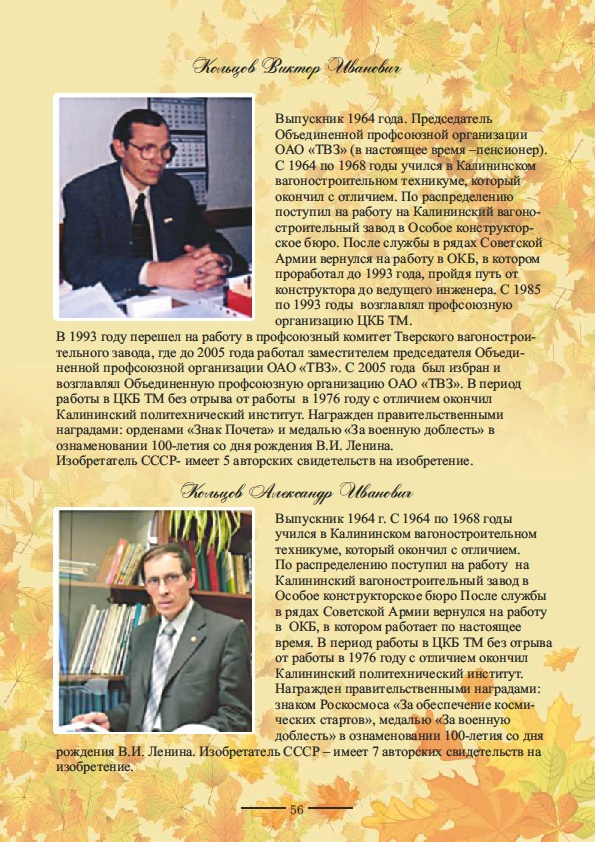 Кольцов Виктор Иванович
Выпускник 1964 года. Председатель
Объединенной профсоюзной организации
ОАО «ТВЗ» (в настоящее время –пенсионер).
С 1964 по 1968 годы учился в Калининском
вагоностроительном техникуме, который
окончил с отличием. По распределению
поступил на работу на Калининский вагоно-
строительный завод в Особое конструктор-
ское бюро. После службы в рядах Советской
Армии вернулся на работу в ОКБ, в котором
проработал до 1993 года, пройдя путь от
конструктора до ведущего инженера. С 1985
по 1993 годы возглавлял профсоюзную
организацию ЦКБ ТМ.
В 1993 году перешел на работу в профсоюзный комитет Тверского вагонострои-
тельного завода, где до 2005 года работал заместителем председателя Объеди-
ненной профсоюзной организации ОАО «ТВЗ». С 2005 года был избран и
возглавлял Объединенную профсоюзную организацию ОАО «ТВЗ». В период
работы в ЦКБ ТМ без отрыва от работы в 1976 году с отличием окончил
Калининский политехнический институт. Награжден правительственными
наградами: орденами «Знак Почета» и медалью «За военную доблесть» в
ознаменовании 100-летия со дня рождения В.И. Ленина.
Изобретатель СССР- имеет 5 авторских свидетельств на изобретение.
Кольцов Александр Иванович
Выпускник 1964 г. С 1964 по 1968 годы
учился в Калининском вагоностроительном
техникуме, который окончил с отличием.
По распределению поступил на работу на
Калининский вагоностроительный завод в
Особое конструкторское бюро После службы
в рядах Советской Армии вернулся на работу
в ОКБ, в котором работает по настоящее
время. В период работы в ЦКБ ТМ без отрыва
от работы в 1976 году с отличием окончил
Калининский политехнический институт.
Награжден правительственными наградами:
знаком Роскосмоса «За обеспечение косми-
ческих стартов», медалью «За военную
доблесть» в ознаменовании 100-летия со дня
рождения В.И. Ленина. Изобретатель СССР – имеет 7 авторских свидетельств на
изобретение.
56